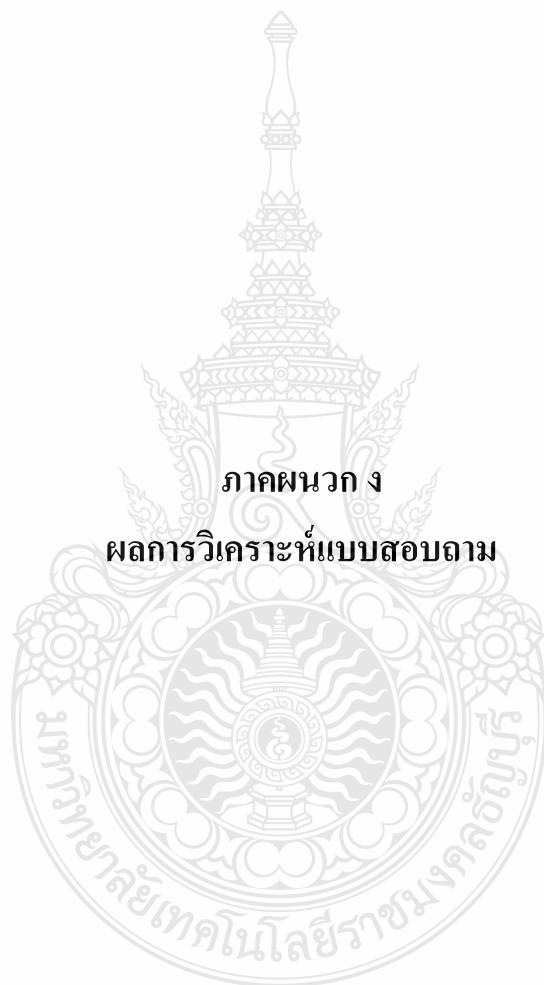 ภาคผนวก ง
ผลการวิเคราะห์แบบสอบถาม
มหาวิทยาลัยเทคโนโลยีราชมงคลธัญบุรี